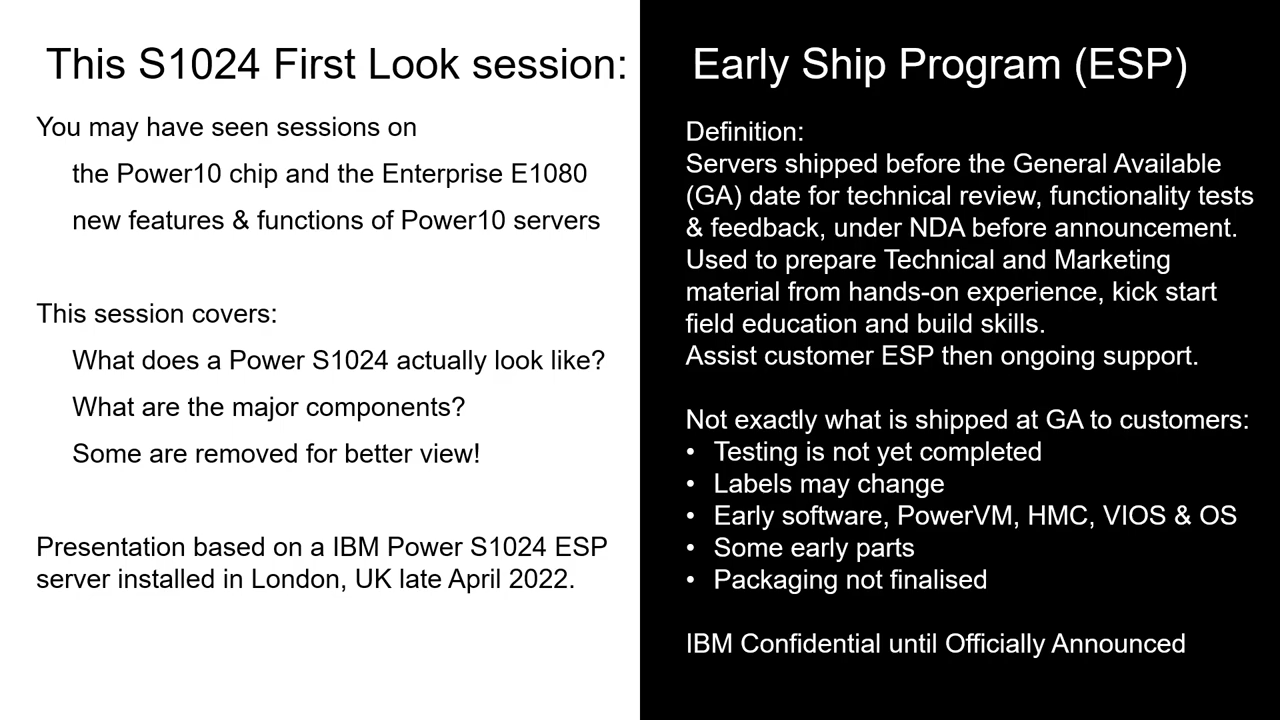 This S1024 First Look session:
You may have seen sessions on
the Power10 chip and the Enterprise E1080
new features & functions of Power10 servers
This session covers:
What does a Power S1024 actually look like?
What are the major components?
Some are removed for better view!
Presentation based on a IBM Power S1024 ESP
server installed in London, UK late April 2022.
Early Ship Program (ESP)
Definition:
Servers shipped before the General Available
(GA) date for technical review, functionality tests
& feedback, under NDA before announcement.
Used to prepare Technical and Marketing
material from hands-on experience, kick start
field education and build skills.
Assist customer ESP then ongoing support.
Not exactly what is shipped at GA to customers:
• Testing is not yet completed
• Labels may change
• Early software, PowerVM, HMC, VIOS & OS
• Some early parts
• Packaging not finalised
IBM Confidential until Officially Announced